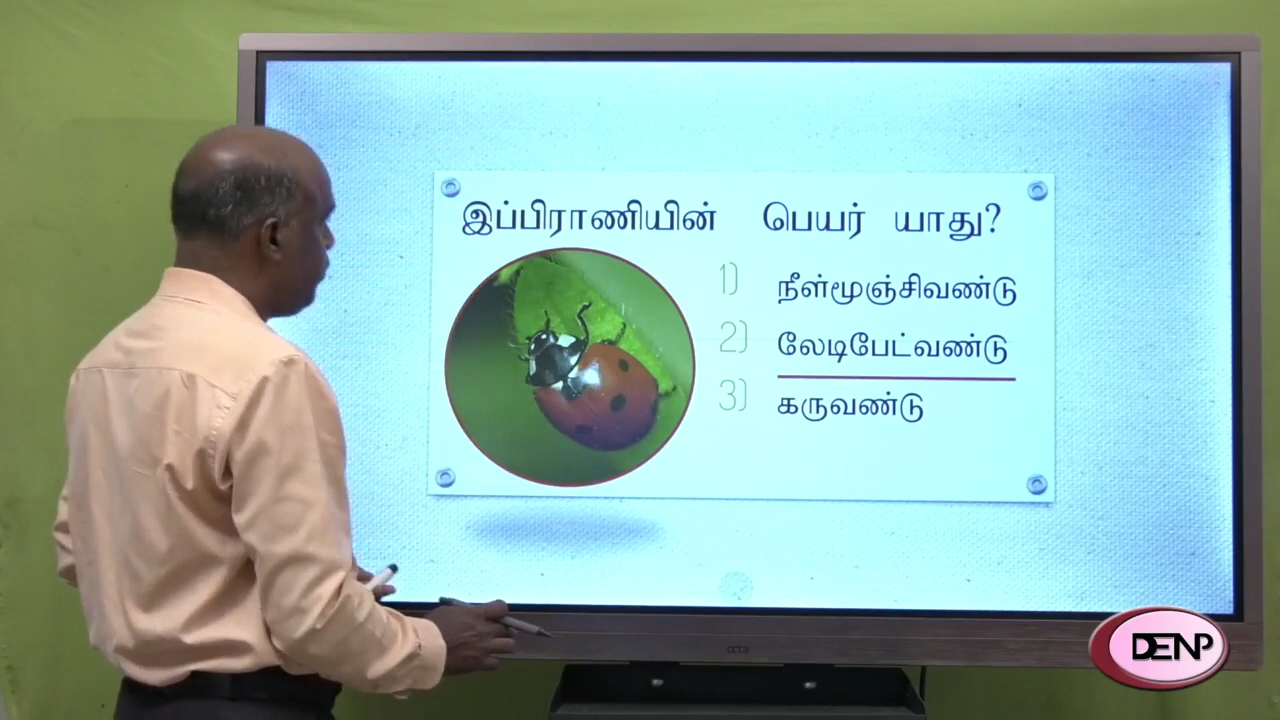 இப்பிராணியின் பெயர் யாது?
1) நீள்மூஞ்சிவண்டு
2) லேடிபேட்வண்டு
3) கருவண்டு
DENP